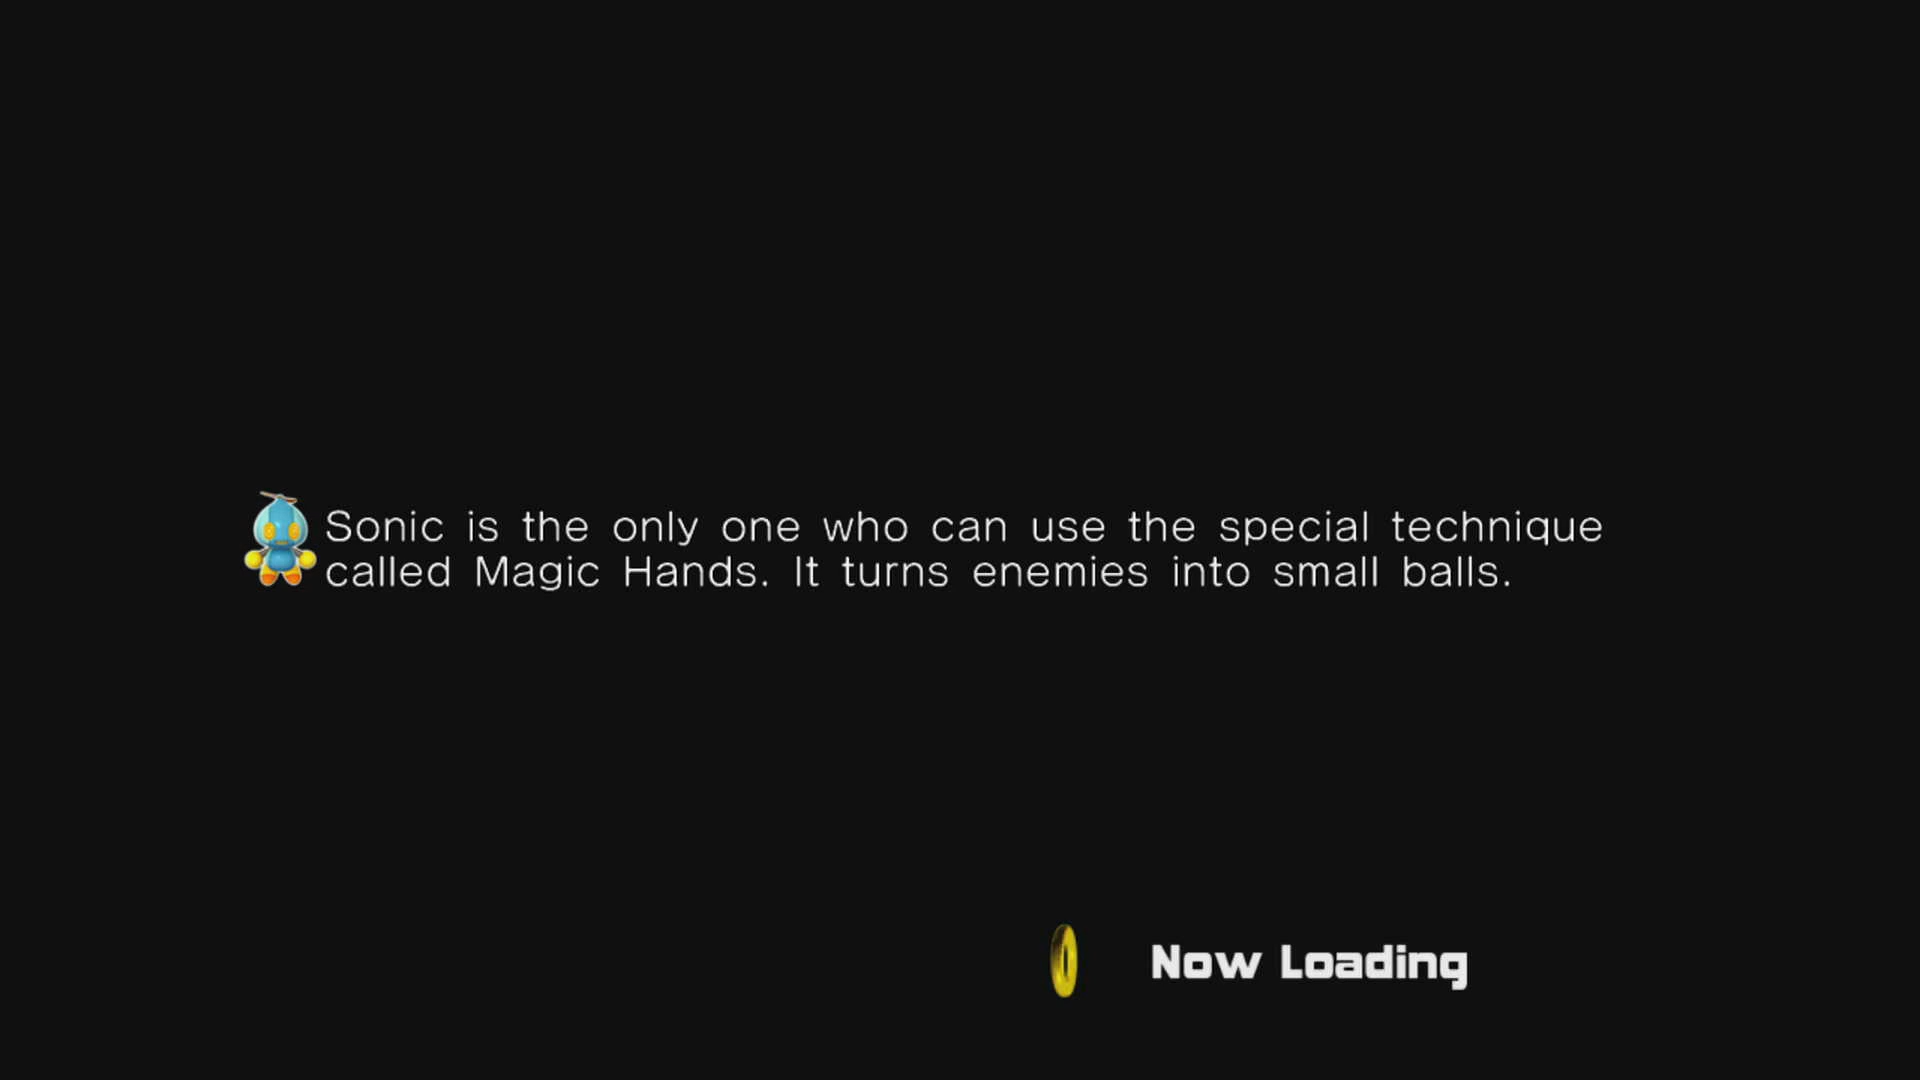 Sonic is the only one who can use the special technique
called Magic Hands. It turns enemies into small balls.
Now Loading